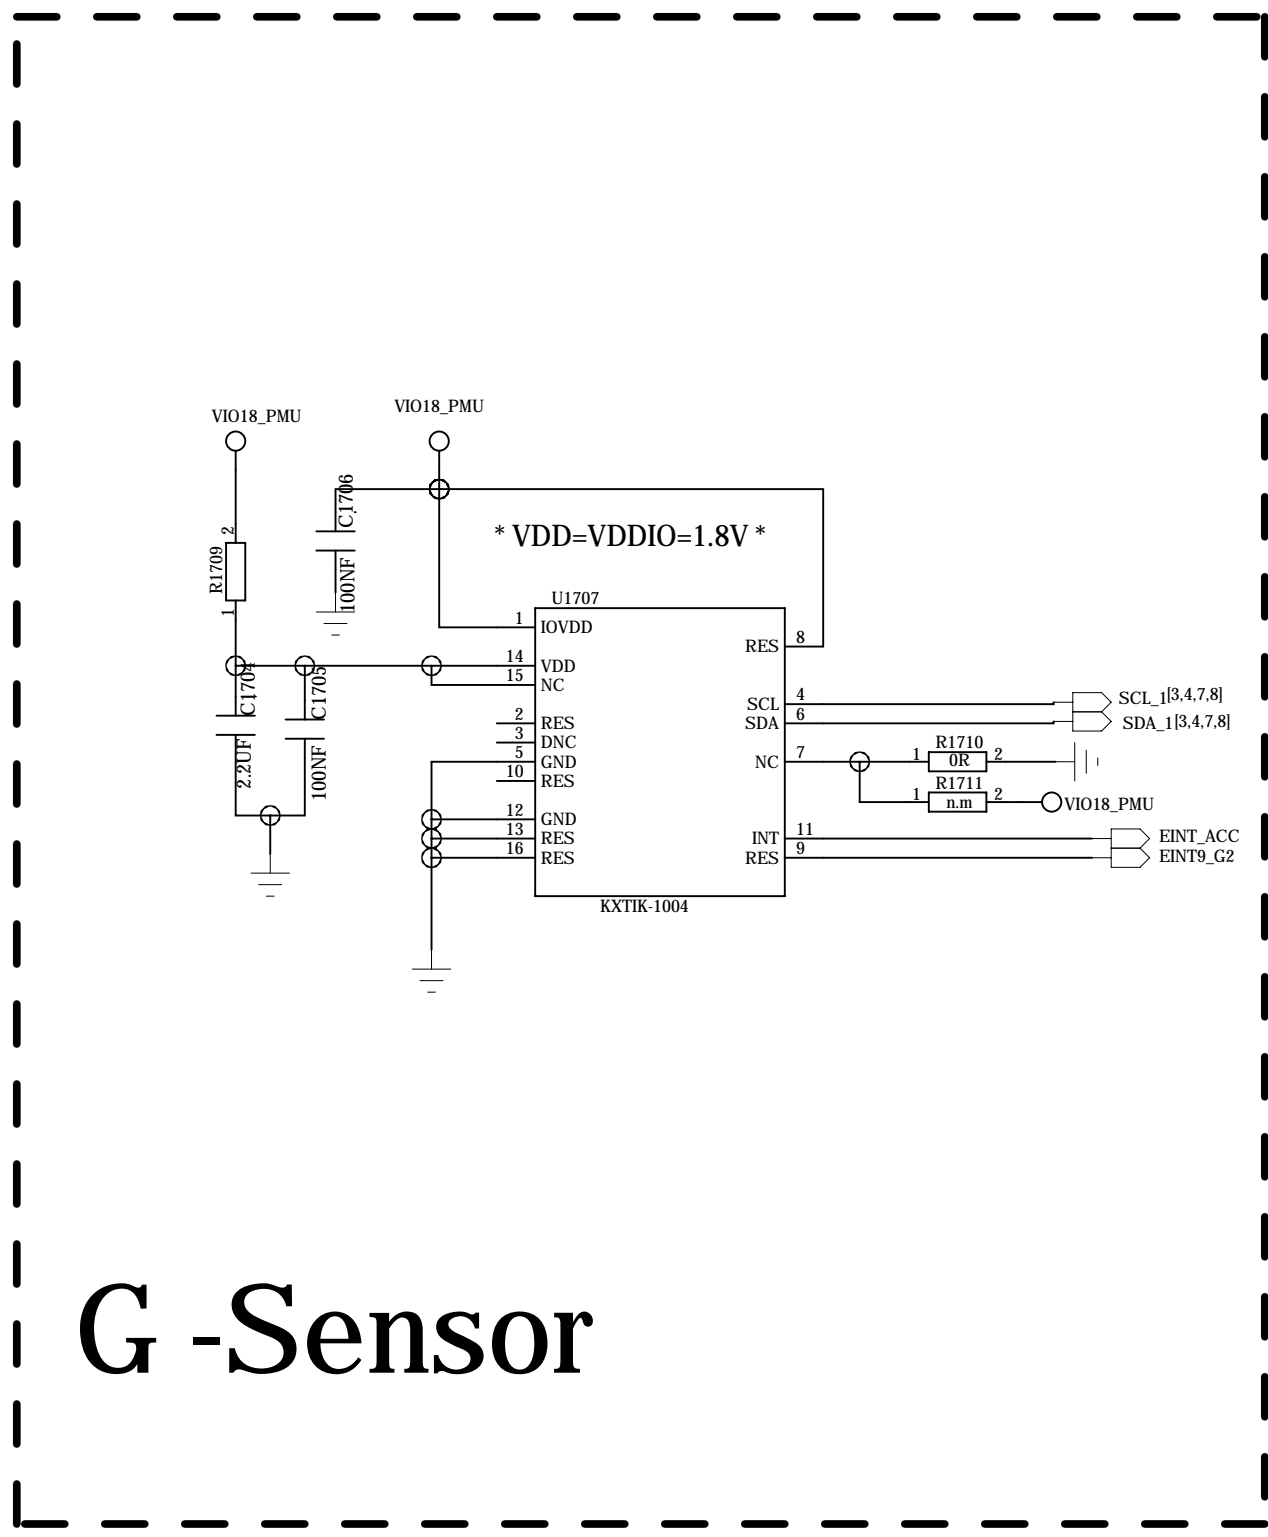 VIO18_PMU
VIO18_PMU
C1706
100NF
* VDD=VDDIO=1.8V *
2
R1709
1
U1707
1 IOVDD
RES 8
14 VDD
15 NC
C1704
2.2UF
C1705
100NF
SCL 4 SCL_1[3,4,7,8]
2 RES
SDA 6 SDA_1[3,4,7,8]
3 DNC
5 GND
NC 7
1 R1710 2
0R
10 RES
R1711
1 n.m 2 VIO18_PMU
12 GND
13 RES
INT 11 EINT_ACC
16 RES
RES 9 EINT9_G2
KXTIK-1004
G -Sensor